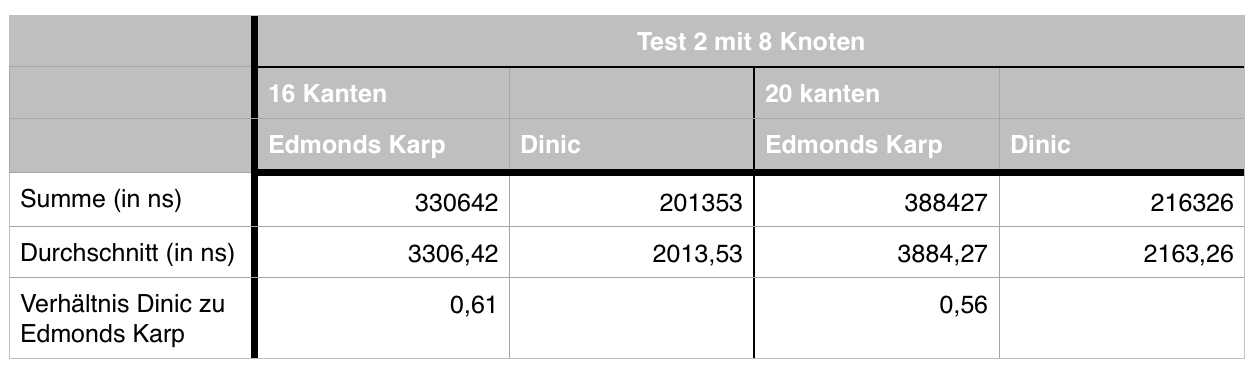 Test 2 mit 8 Knoten
16 Kanten 20 kanten
Edmonds Karp Dinic Edmonds Karp Dinic
Summe (in ns) 330642 201353 388427 216326
Durchschnitt (in ns) 3306,42 2013,53 3884,27 2163,26
Verhältnis Dinic zu 0,61 0,56
Edmonds Karp